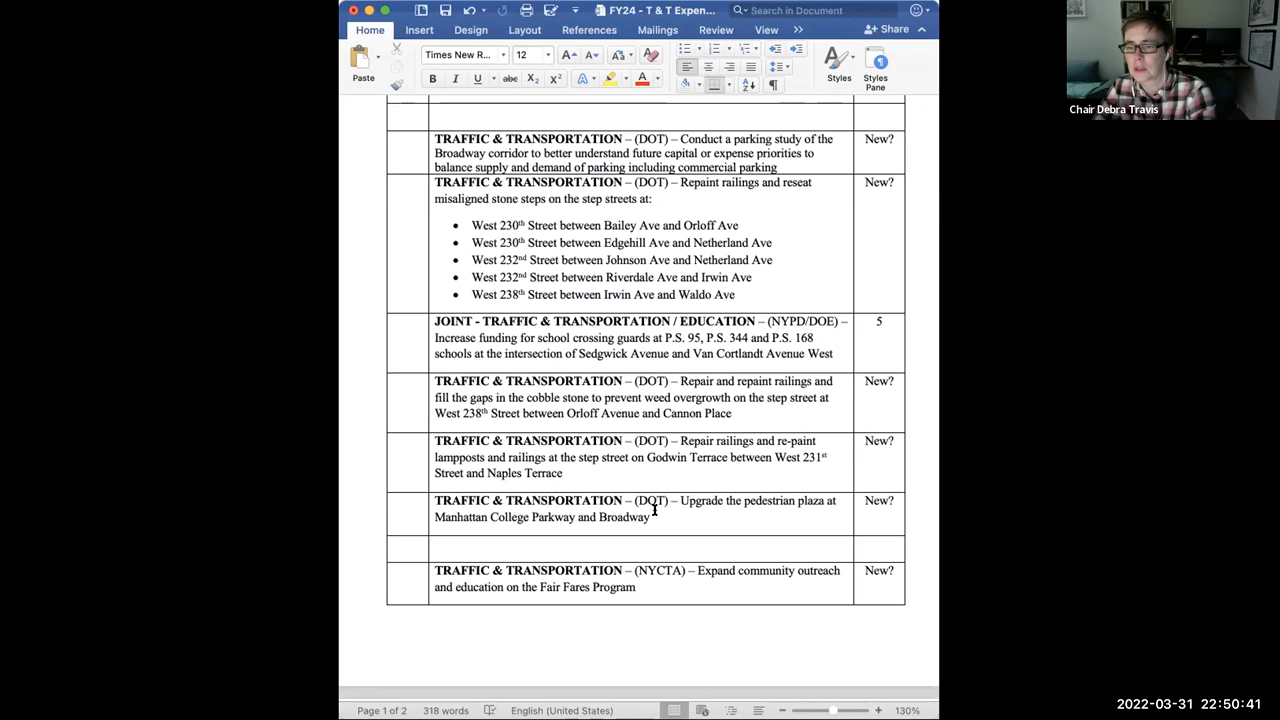 FY24 - T & T Expen...
Search in Document
Home
Insert
Design
Layout
References
Mailings
Review
View
Share
Paste
Times New R...
12
Styles
Styles
Pane
TRAFFIC & TRANSPORTATION – (DOT) – Conduct a parking study of the
Broadway corridor to better understand future capital or expense priorities to
balance supply and demand of parking including commercial parking
New?
TRAFFIC & TRANSPORTATION – (DOT) – Repaint railings and reseat
misaligned stone steps on the step streets at:
New?
• West 230th Street between Bailey Ave and Orloff Ave
• West 230th Street between Edgehill Ave and Netherland Ave
• West 232nd Street between Johnson Ave and Netherland Ave
• West 232nd Street between Riverdale Ave and Irwin Ave
• West 238th Street between Irwin Ave and Waldo Ave
JOINT - TRAFFIC & TRANSPORTATION / EDUCATION – (NYPD/DOE) –
Increase funding for school crossing guards at P.S. 95, P.S. 344 and P.S. 168
schools at the intersection of Sedgwick Avenue and Van Cortlandt Avenue West
5
TRAFFIC & TRANSPORTATION – (DOT) – Repair and repaint railings and
fill the gaps in the cobble stone to prevent weed overgrowth on the step street at
West 238th Street between Orloff Avenue and Cannon Place
New?
TRAFFIC & TRANSPORTATION – (DOT) – Repair railings and re-paint
lampposts and railings at the step street on Godwin Terrace between West 231st
Street and Naples Terrace
New?
TRAFFIC & TRANSPORTATION – (DOT) – Upgrade the pedestrian plaza at
Manhattan College Parkway and Broadway
New?
TRAFFIC & TRANSPORTATION – (NYCTA) – Expand community outreach
and education on the Fair Fares Program
New?
Page 1 of 2
318 words
English (United States)
130%
Chair Debra Travis
2022-03-31 22:50:41